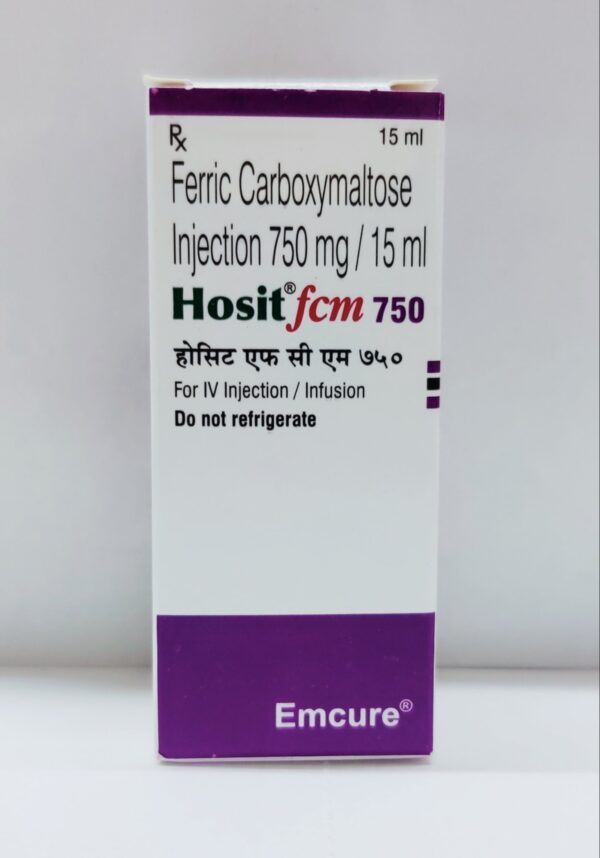 Rx
15 ml
Ferric Carboxymaltose
Injection 750 mg / 15 ml
Hosit® fcm 750
होसिट एफ सी एम ७५०
For IV Injection / Infusion
Do not refrigerate
Emcure®